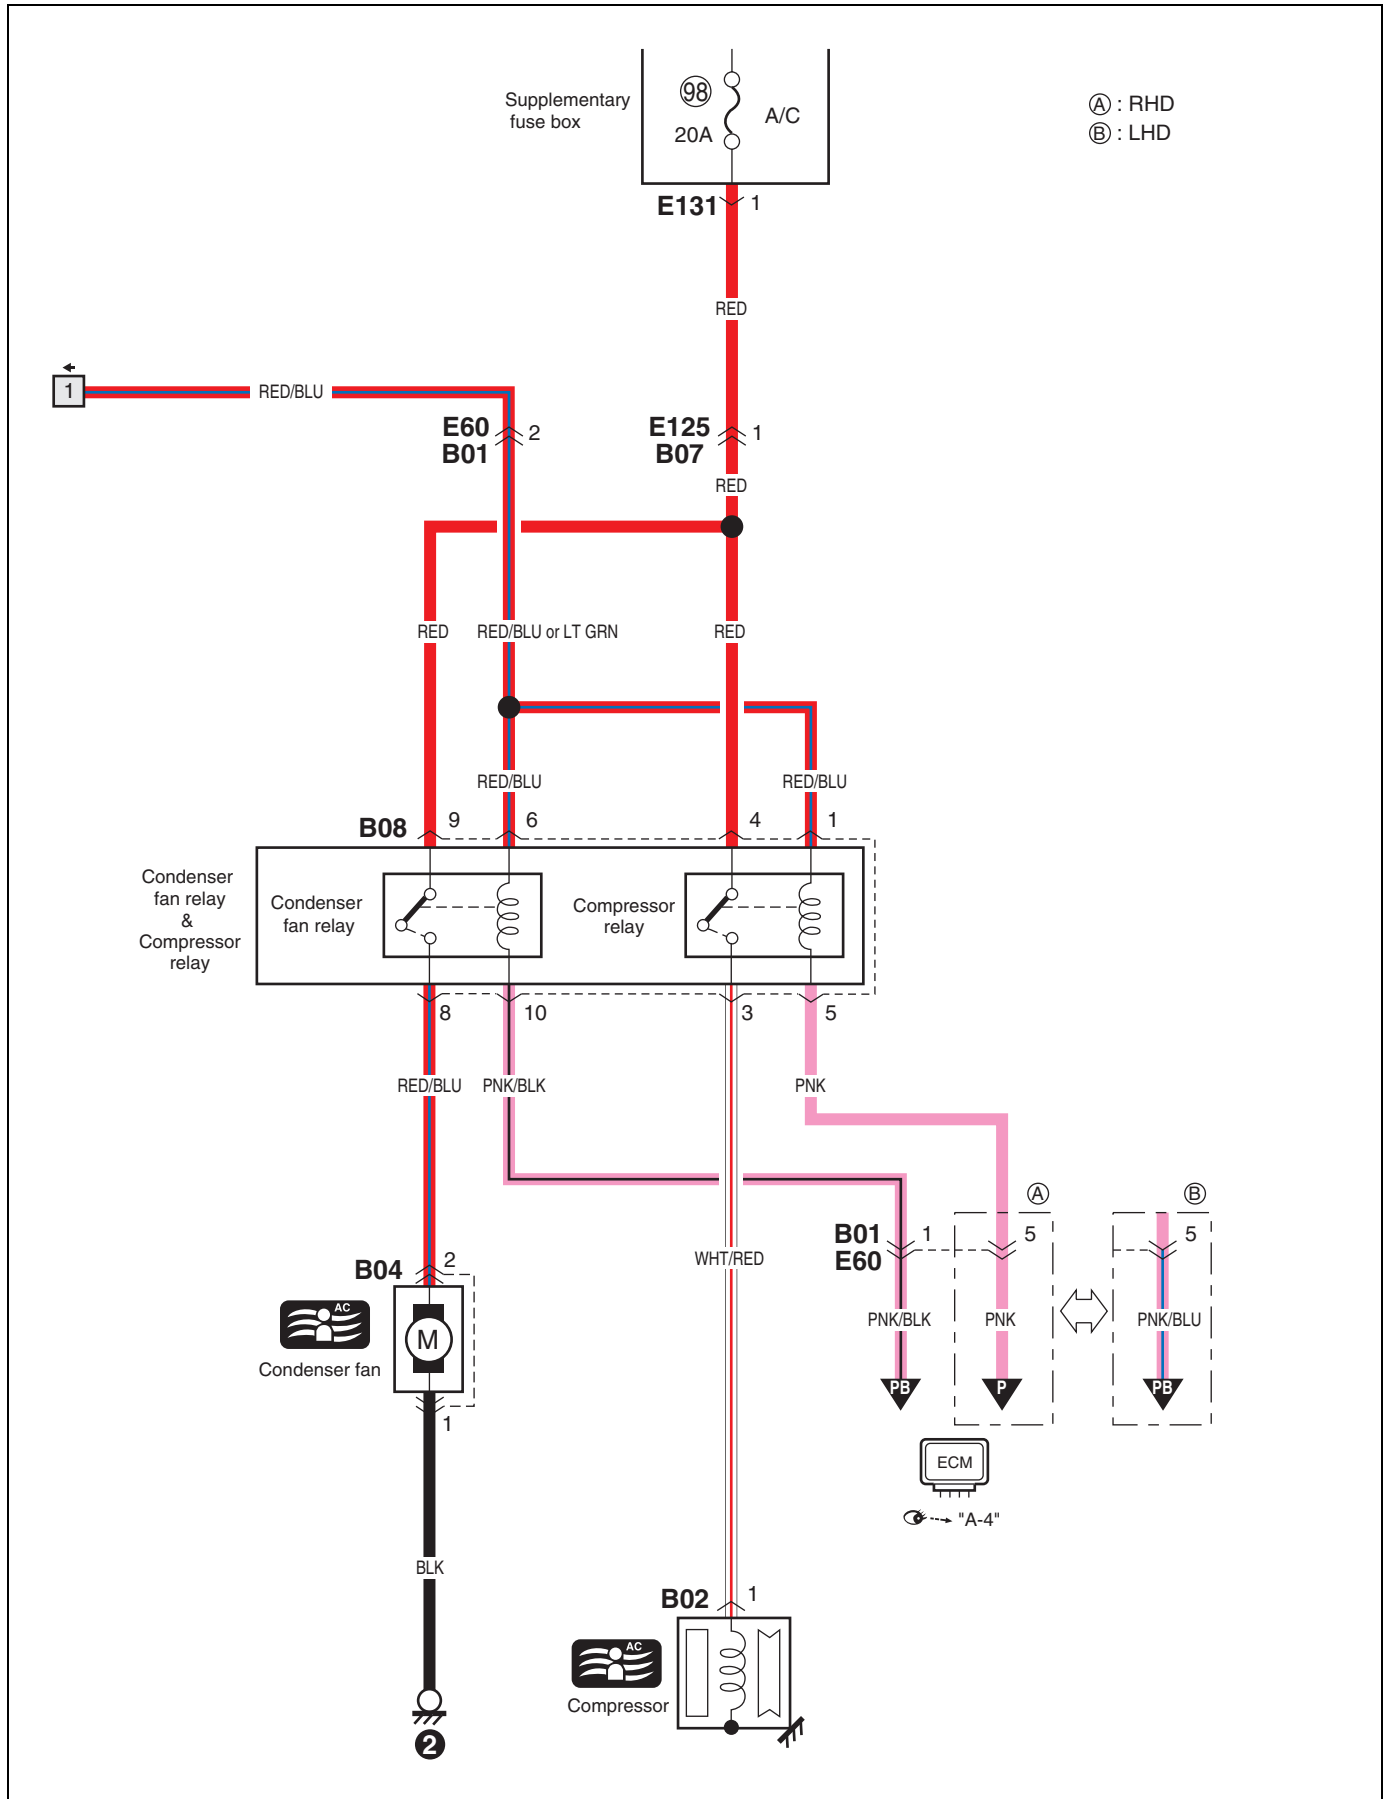 Supplementary
fuse box
98
20A
A/C
A : RHD
B : LHD
E131
1
RED
1
RED/BLU
E60
B01
2
E125
B07
1
RED
RED
RED/BLU or LT GRN
RED
RED/BLU
RED/BLU
B08
9
6
4
1
Condenser
fan relay
&
Compressor
relay
Condenser
fan relay
Compressor
relay
8
10
3
5
RED/BLU
PNK/BLK
PNK
A
B
B01
E60
1
5
5
WHT/RED
B04
2
AC
M
Condenser fan
PNK/BLK
PNK
PNK/BLU
PB
P
PB
1
ECM
"A-4"
BLK
B02
1
AC
Compressor
2